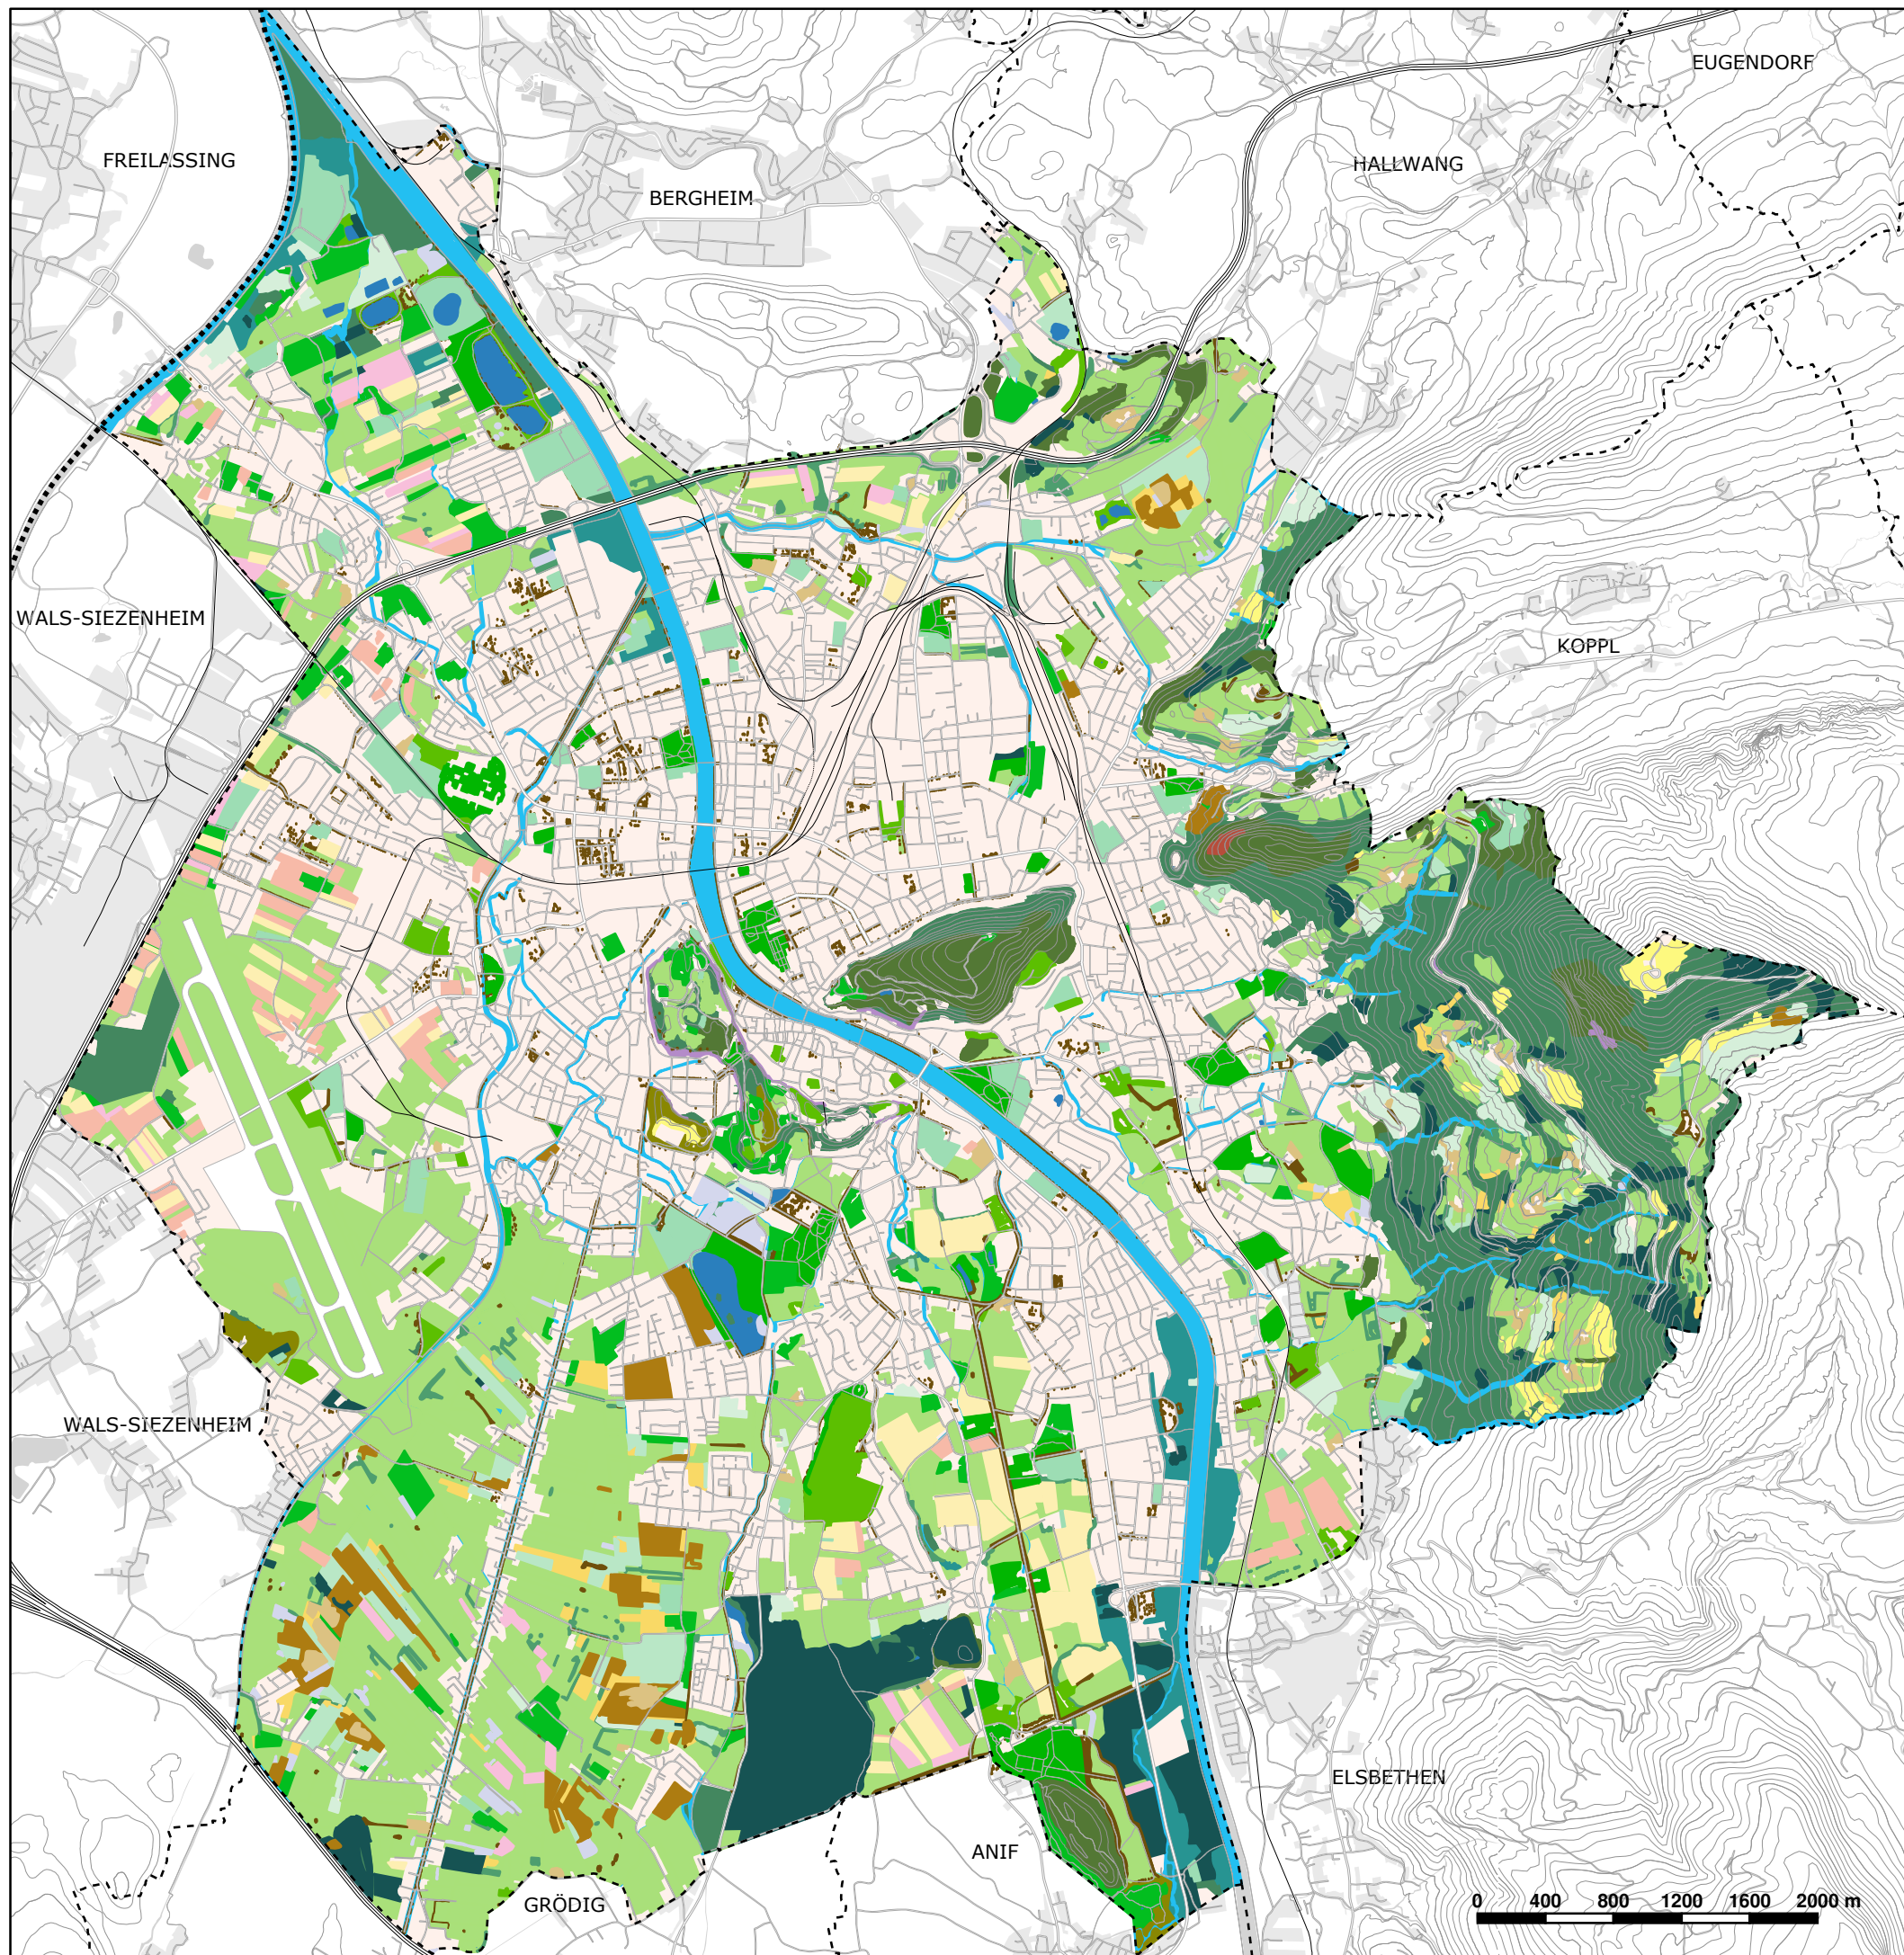 EUGENDORF
FREILASSING
HALLWANG
BERGHEIM
WALS-SIEZENHEIM
KOPPL
WALS-SIEZENHEIM
ELSBETHEN
ANIF
GRÖDIG
0 400 800 1200 1600 2000 m